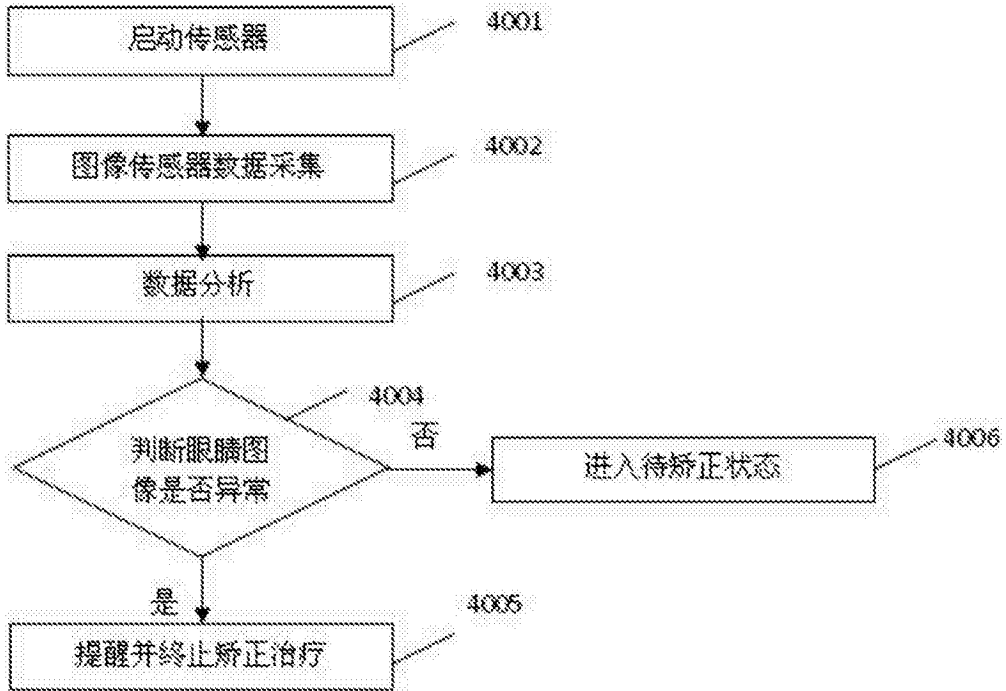 启动传感器
4001
图像传感器数据采集
4002
数据分析
4003
4004
判断眼睛图
像是否异常
否
进入待矫正状态
4006
是
提醒并终止矫正治疗
4005